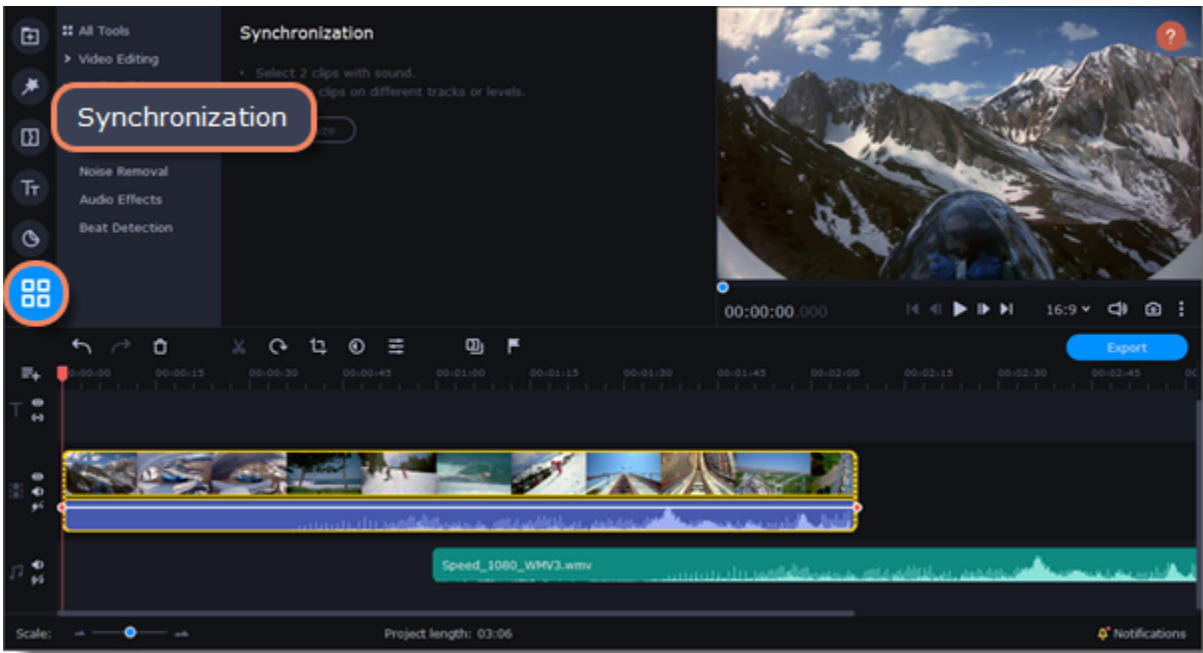 All Tools
Video Editing
Synchronization
Noise Removal
Audio Effects
Beat Detection
Synchronization
Select 2 clips with sound.
clips on different tracks or levels.
?
00:00:00.000
16:9
Export
00:00:00 00:00:15 00:00:30 00:00:45 00:01:00 00:01:15 00:01:30 00:01:45 00:02:00 00:02:15 00:02:30 00:02:45
Speed_1080_WMV3.wmv
Scale:
Project length: 03:06
Notifications